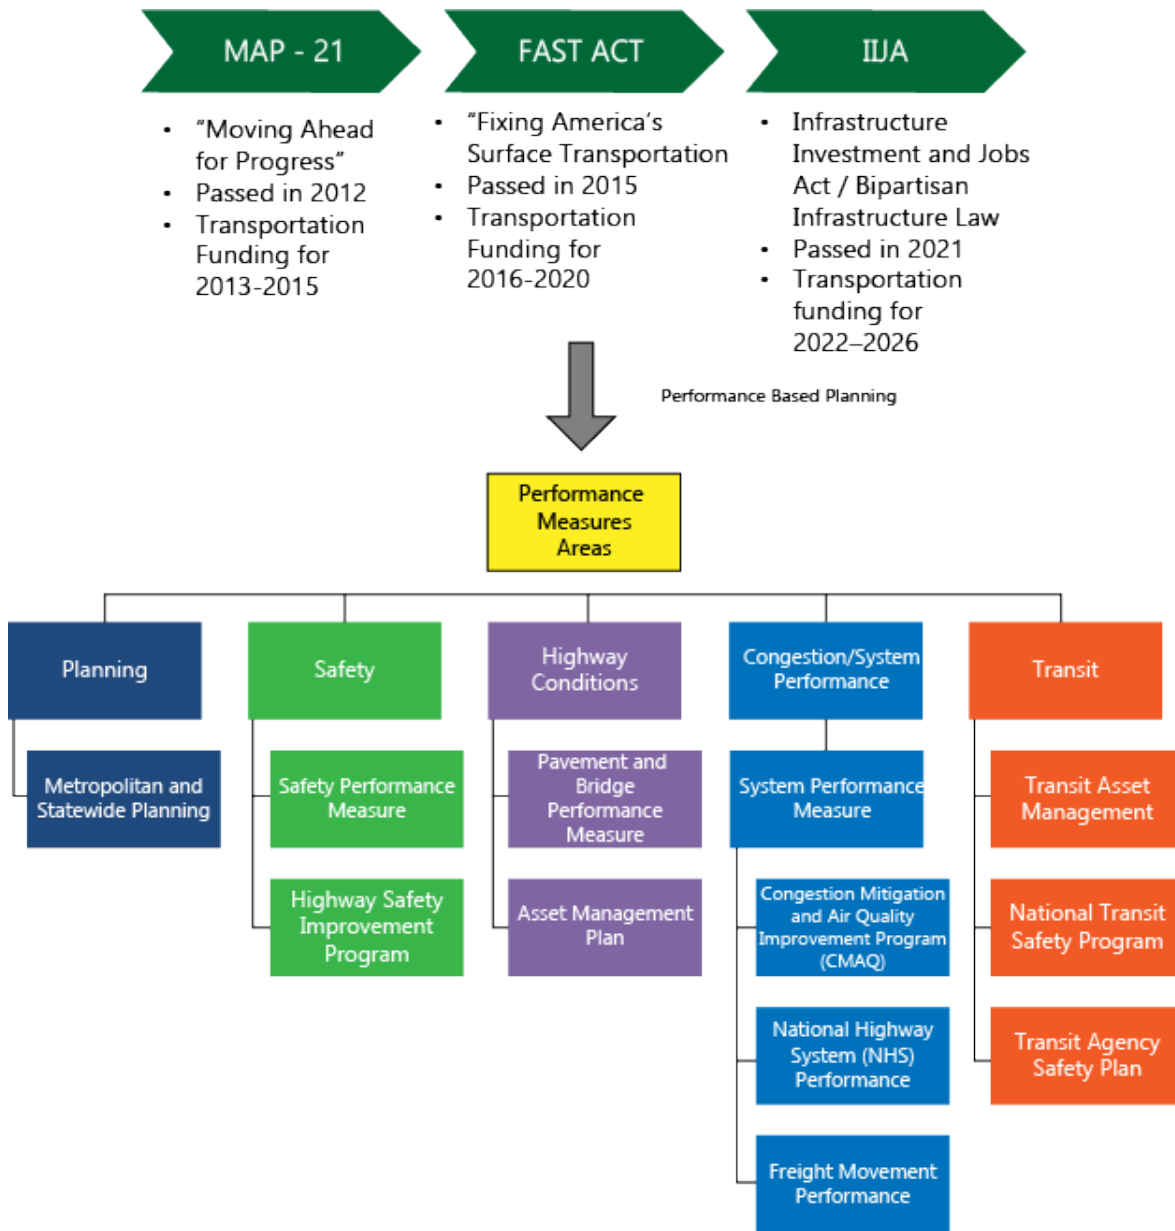 MAP - 21
FAST ACT
IIJA
• “Moving Ahead
for Progress”
• Passed in 2012
• Transportation
Funding for
2013-2015
• “Fixing America’s
Surface Transportation
• Passed in 2015
• Transportation
Funding for
2016-2020
• Infrastructure
Investment and Jobs
Act / Bipartisan
Infrastructure Law
• Passed in 2021
• Transportation
funding for
2022–2026
Performance Based Planning
Performance
Measures
Areas
Planning
Safety
Highway
Conditions
Congestion/System
Performance
Transit
Metropolitan and
Statewide Planning
Safety Performance
Measure
Highway Safety
Improvement
Program
Pavement and
Bridge
Performance
Measure
Asset Management
Plan
System Performance
Measure
Congestion Mitigation
and Air Quality
Improvement Program
(CMAQ)
National Highway
System (NHS)
Performance
Freight Movement
Performance
Transit Asset
Management
National Transit
Safety Program
Transit Agency
Safety Plan